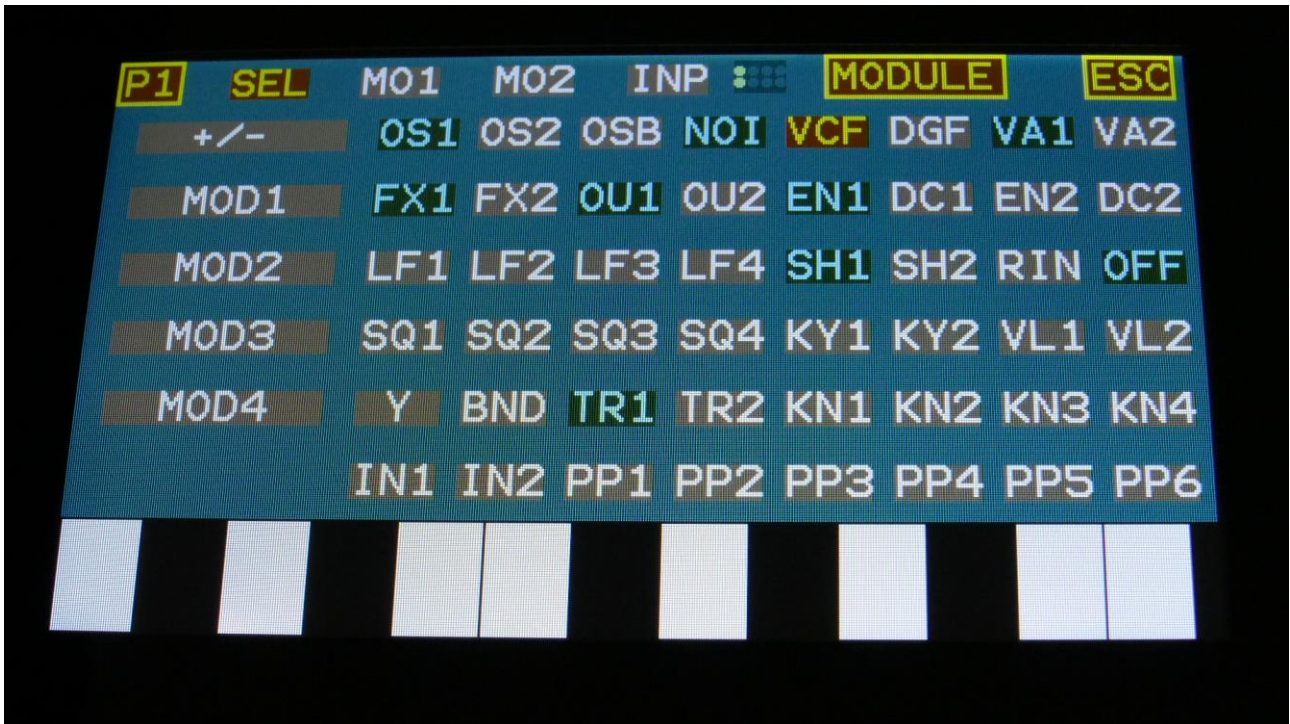 P1 SEL MO1 MO2 INP MODULE ESC
+/- OS1 OS2 OSB NOI VCF DGF VA1 VA2
MOD1 FX1 FX2 OU1 OU2 EN1 DC1 EN2 DC2
MOD2 LF1 LF2 LF3 LF4 SH1 SH2 RIN OFF
MOD3 SQ1 SQ2 SQ3 SQ4 KY1 KY2 VL1 VL2
MOD4 Y BND TR1 TR2 KN1 KN2 KN3 KN4
IN1 IN2 PP1 PP2 PP3 PP4 PP5 PP6